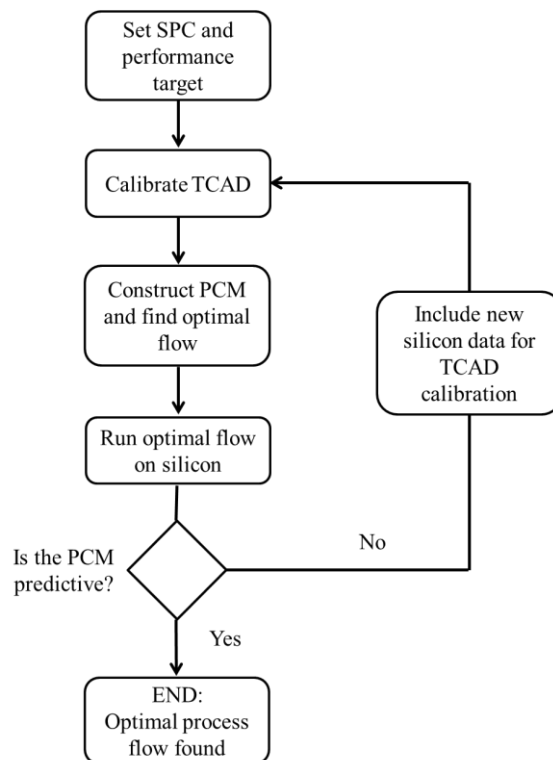 Set SPC and
performance
target
Calibrate TCAD
Construct PCM
and find optimal
flow
Include new
silicon data for
TCAD
calibration
Run optimal flow
on silicon
Is the PCM
predictive?
No
Yes
END:
Optimal process
flow found